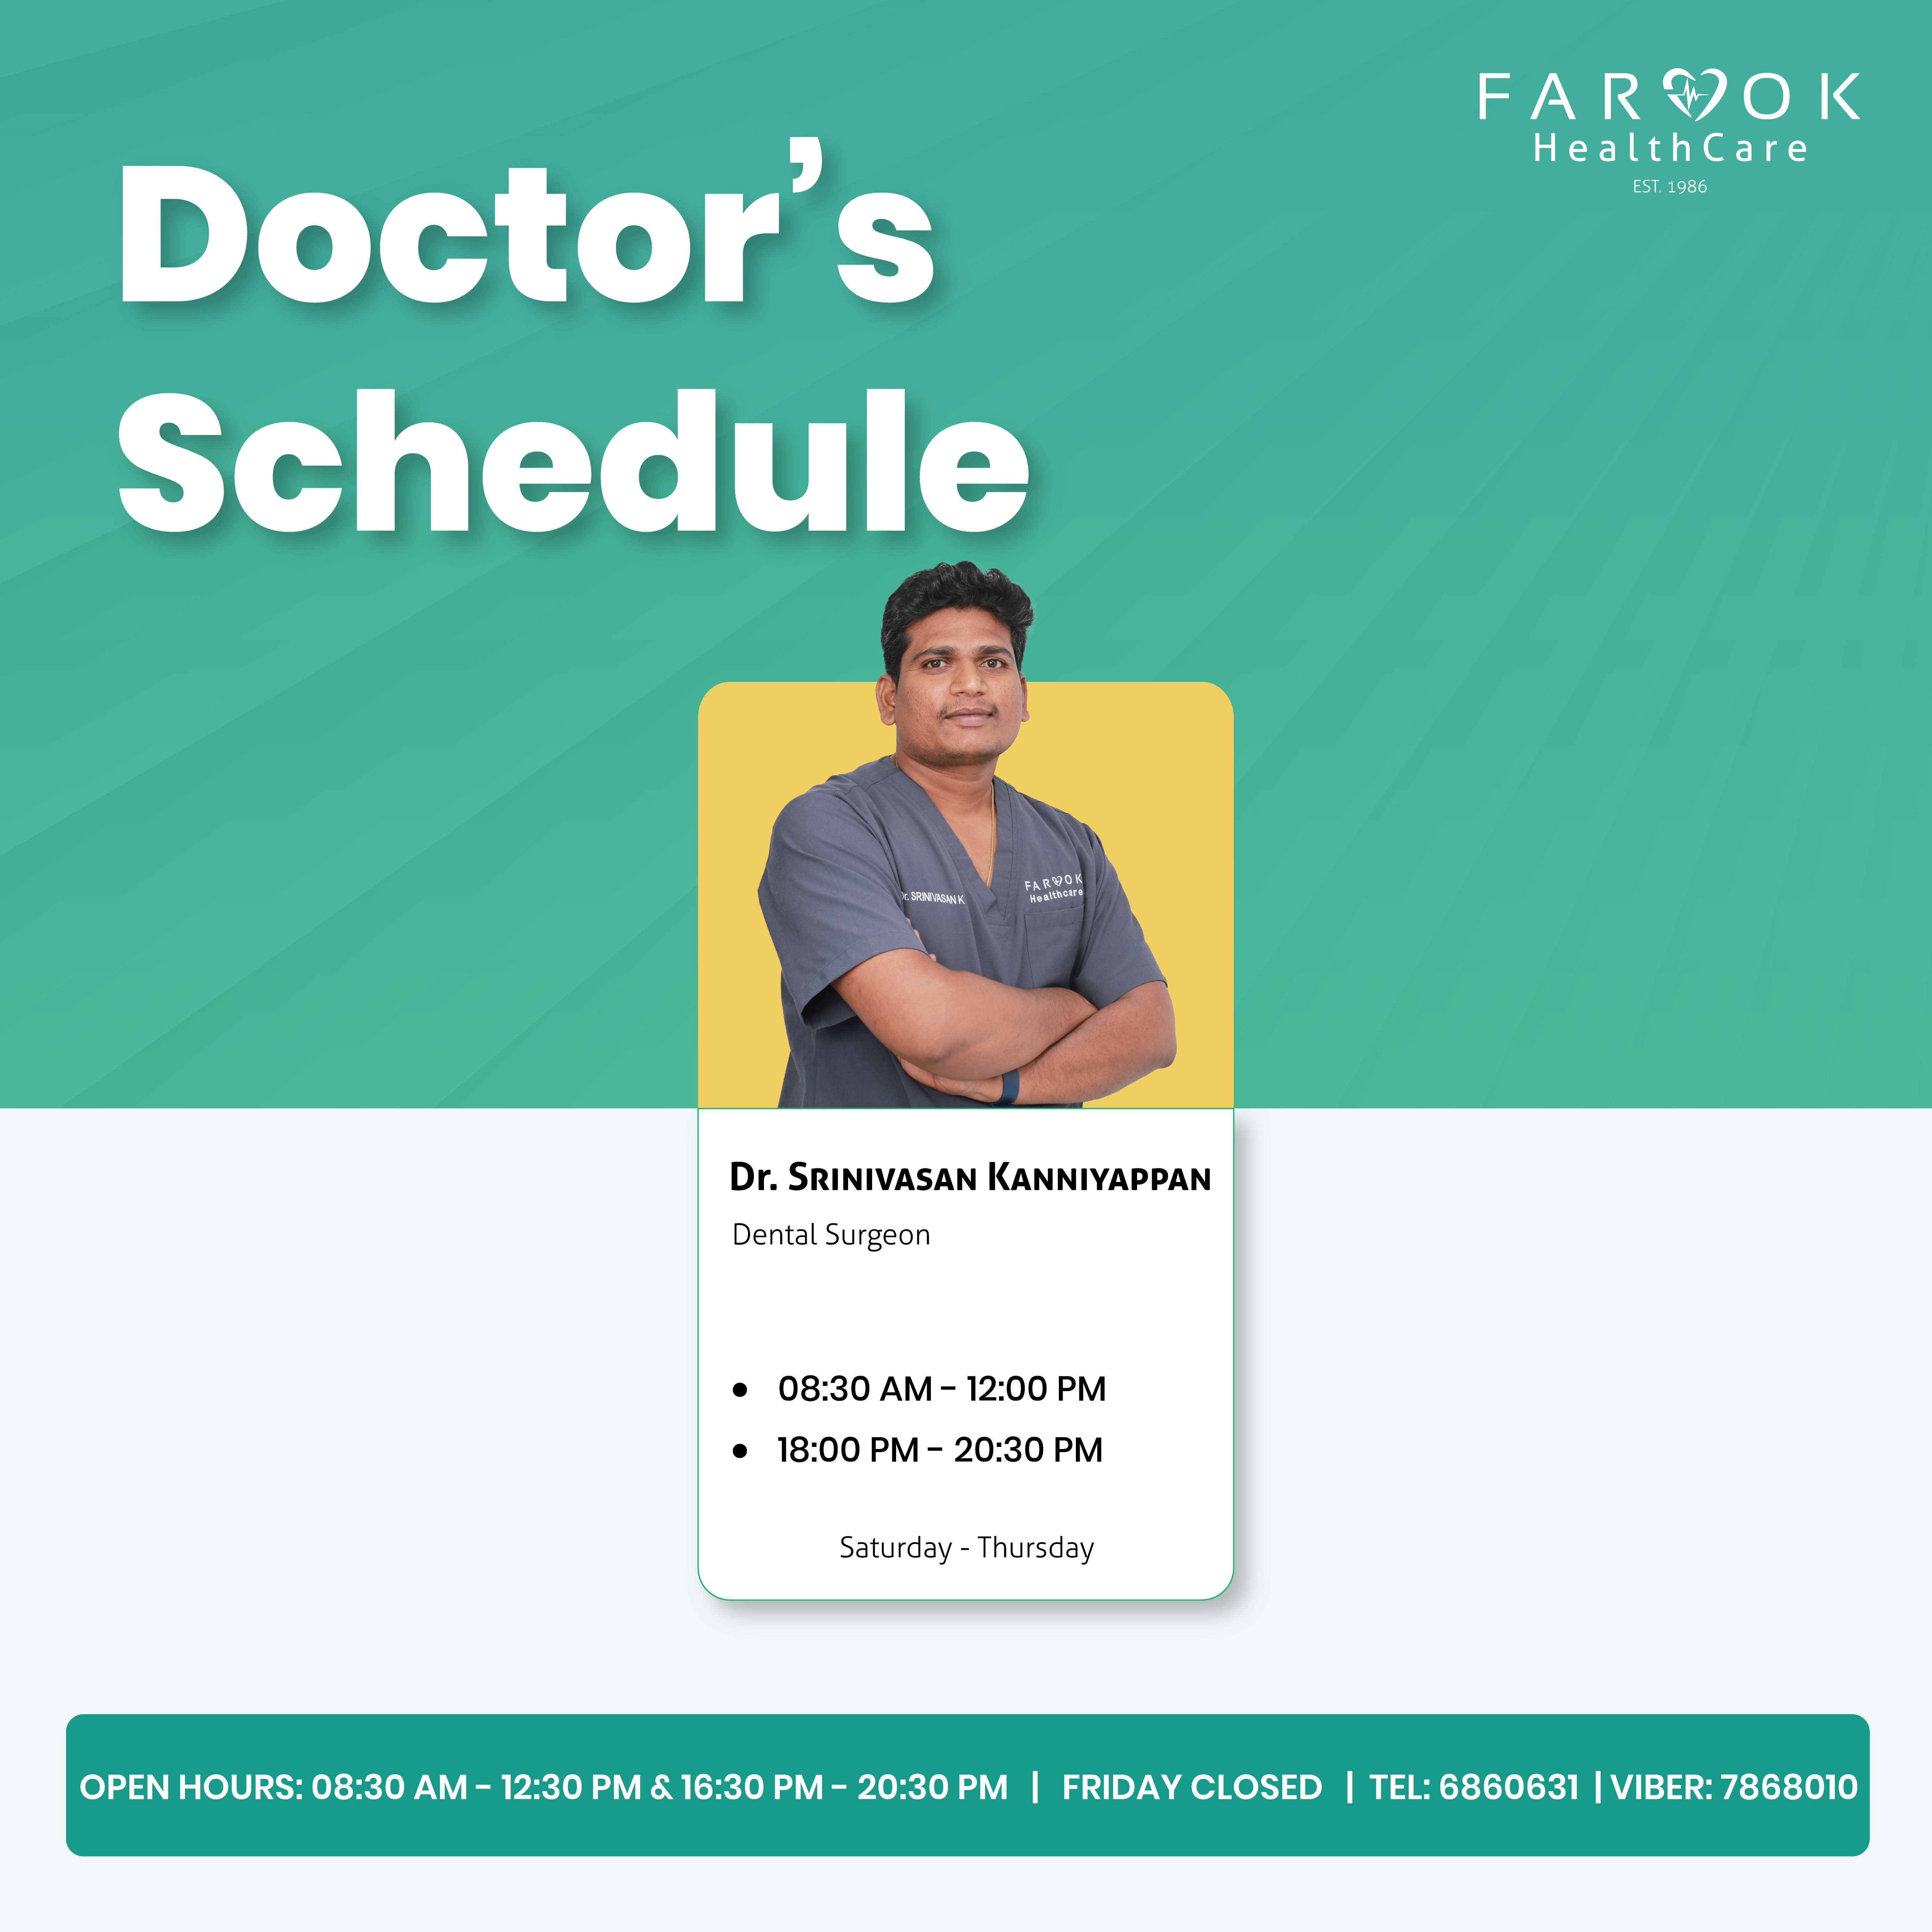 FAROOK
HealthCare
EST. 1986
Doctor’s
Schedule
Dr. SRINIVASAN K
FAROOK
Healthcare
Dr. SRINIVASAN KANNIYAPPAN
Dental Surgeon
• 08:30 AM - 12:00 PM
• 18:00 PM - 20:30 PM
Saturday - Thursday
OPEN HOURS: 08:30 AM - 12:30 PM & 16:30 PM - 20:30 PM | FRIDAY CLOSED | TEL: 6860631 | VIBER: 7868010